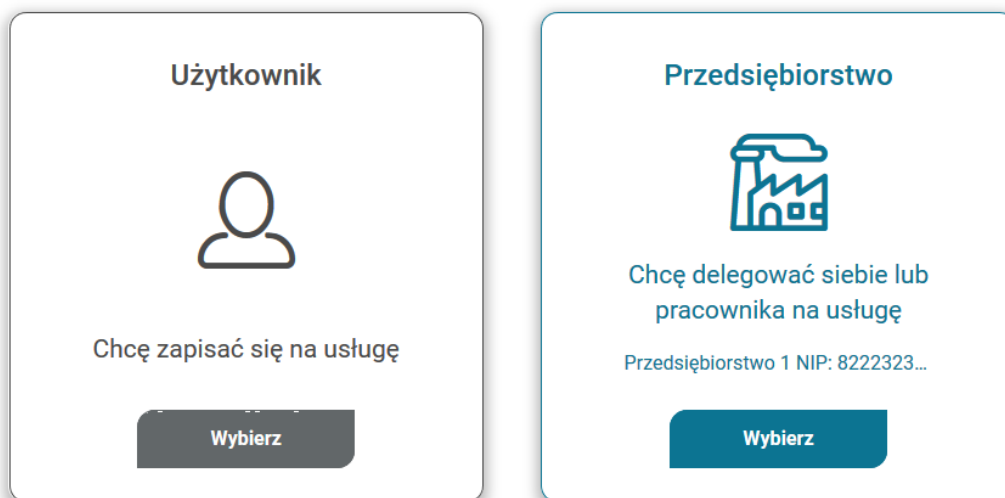 Użytkownik
Chcę zapisać się na usługę
Wybierz
Przedsiębiorstwo
Chcę delegować siebie lub
pracownika na usługę
Przedsiębiorstwo 1 NIP: 8222323...
Wybierz